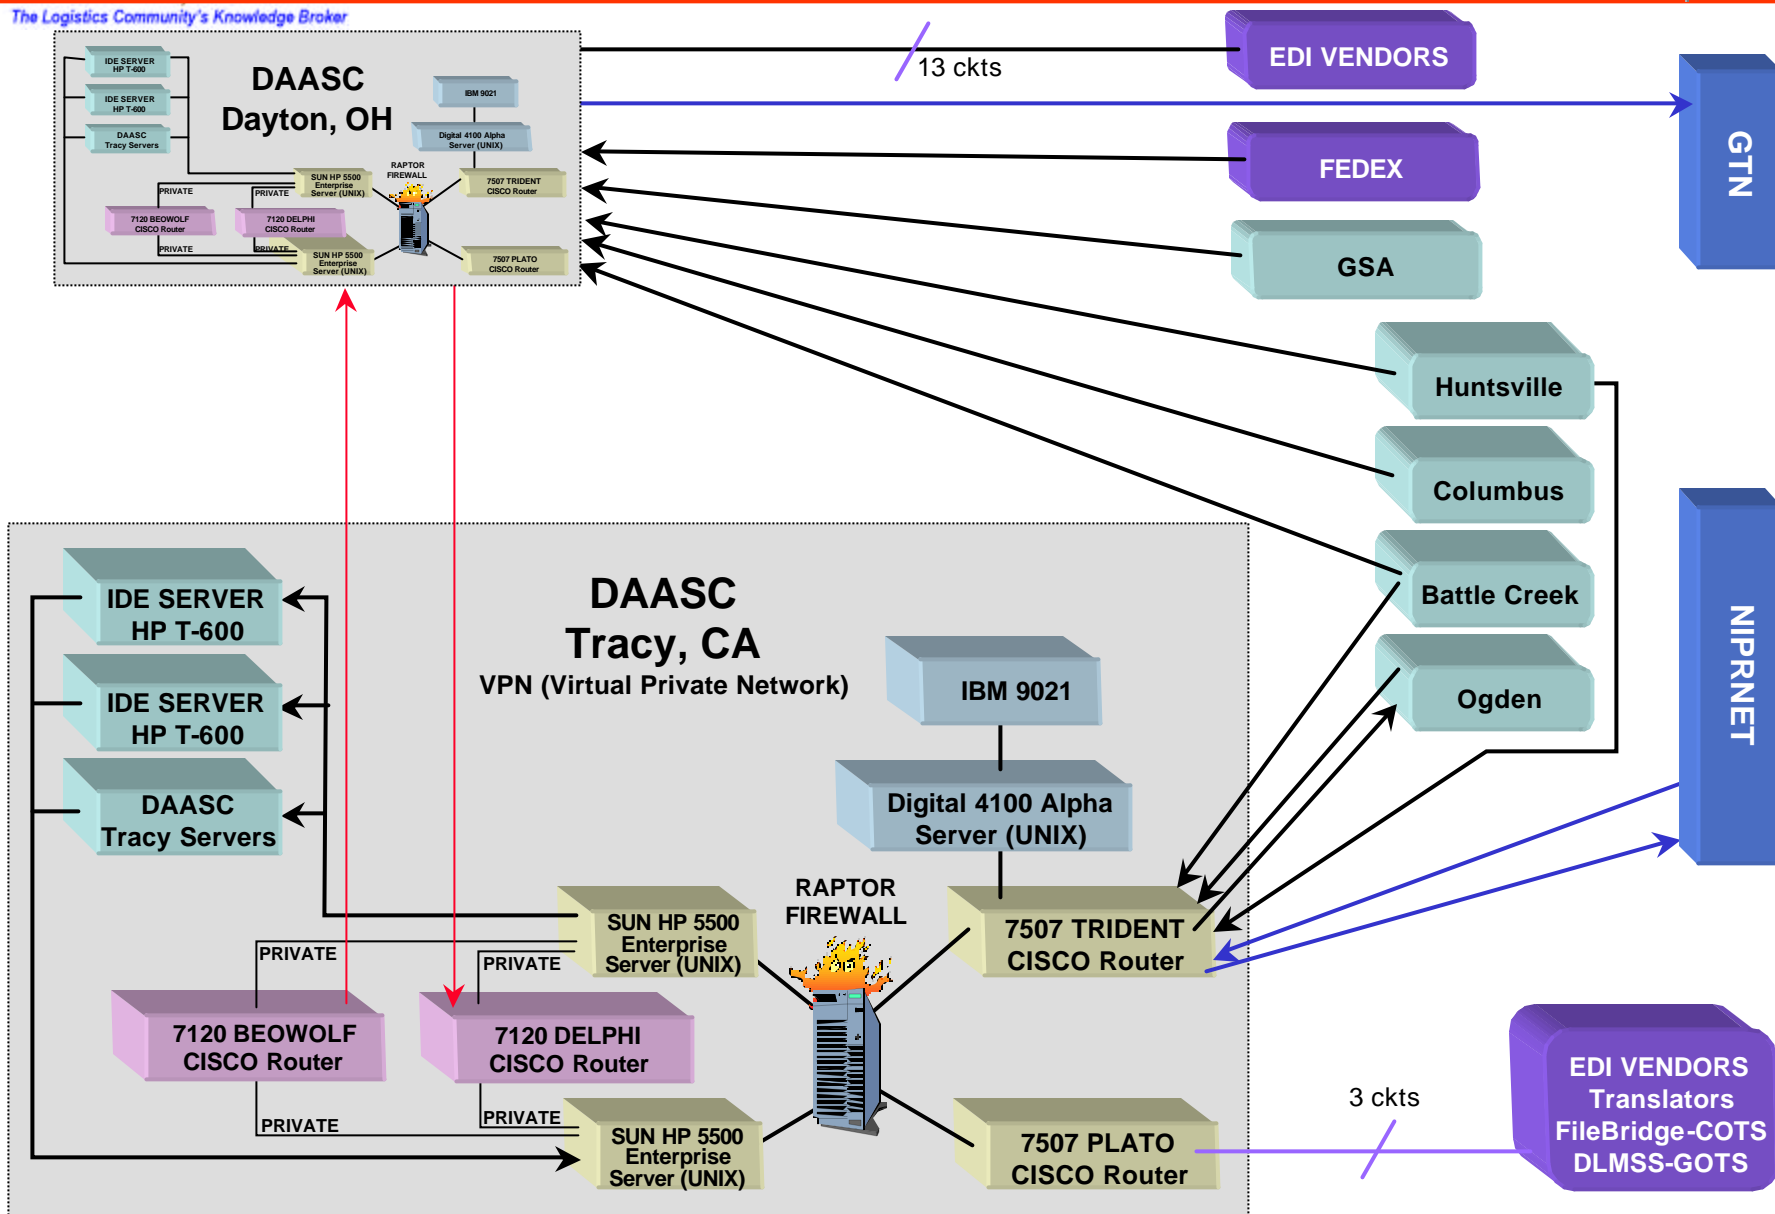 The Logistics Community's Knowledge Broker
IDE SERVER
HP T-600
IDE SERVER
HP T-600
DAASC
Tracy Servers
DAASC
Dayton, OH
IBM 9021
Digital 4100 Alpha
Server (UNIX)
RAPTOR
FIREWALL
SUN HP 5500
Enterprise
Server (UNIX)
7507 TRIDENT
CISCO Router
PRIVATE
PRIVATE
7120 BEOWOLF
CISCO Router
7120 DELPHI
CISCO Router
PRIVATE
PRIVATE
SUN HP 5500
Enterprise
Server (UNIX)
7507 PLATO
CISCO Router
13 ckts
EDI VENDORS
FEDEX
GSA
GTN
Huntsville
Columbus
Battle Creek
Ogden
NIPRNET
IDE SERVER
HP T-600
IDE SERVER
HP T-600
DAASC
Tracy Servers
DAASC
Tracy, CA
VPN (Virtual Private Network)
IBM 9021
Digital 4100 Alpha
Server (UNIX)
RAPTOR
FIREWALL
SUN HP 5500
Enterprise
Server (UNIX)
7507 TRIDENT
CISCO Router
PRIVATE
PRIVATE
7120 BEOWOLF
CISCO Router
7120 DELPHI
CISCO Router
PRIVATE
PRIVATE
SUN HP 5500
Enterprise
Server (UNIX)
7507 PLATO
CISCO Router
3 ckts
EDI VENDORS
Translators
FileBridge-COTS
DLMSS-GOTS